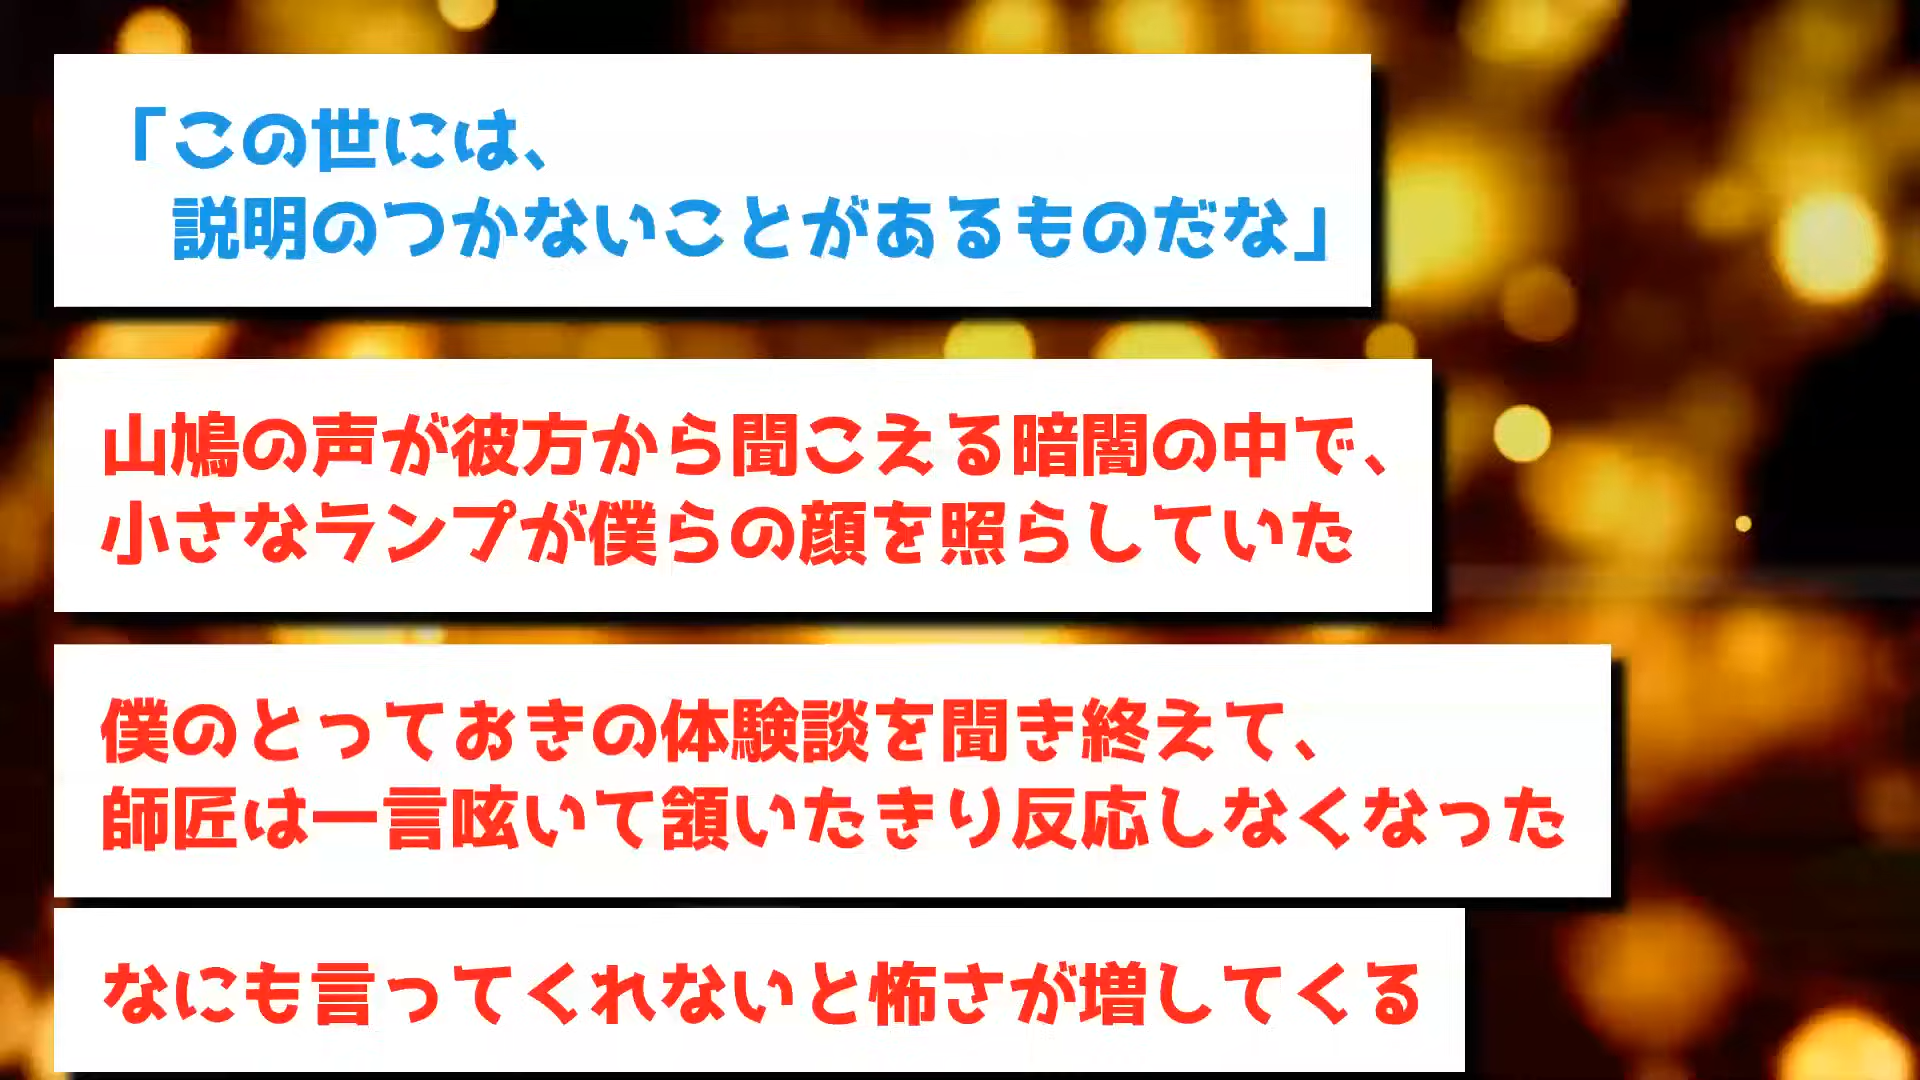 「この世には、
説明のつかないことがあるものだな」
山鳩の声が彼方から聞こえる暗闇の中で、
小さなランプが僕らの顔を照らしていた
僕のとっておきの体験談を聞き終えて、
師匠は一言呟いて頷いたきり反応しなくなった
なにも言ってくれないと怖さが増してくる